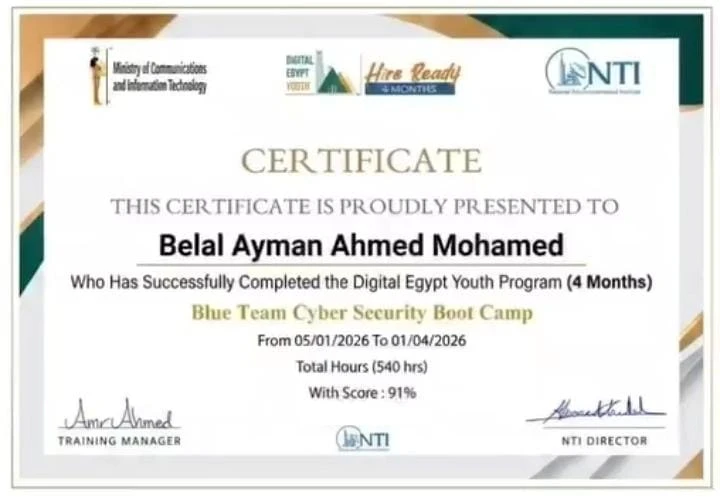 Ministry of Communications
and Information Technology
DIGITAL
EGYPT
YOUTH
Hire Ready
4 MONTHS
NTI
CERTIFICATE
THIS CERTIFICATE IS PROUDLY PRESENTED TO
Belal Ayman Ahmed Mohamed
Who Has Successfully Completed the Digital Egypt Youth Program (4 Months)
Blue Team Cyber Security Boot Camp
From 05/01/2026 To 01/04/2026
Total Hours (540 hrs)
With Score : 91%
Amr Ahmed
TRAINING MANAGER
NTI
NTI DIRECTOR